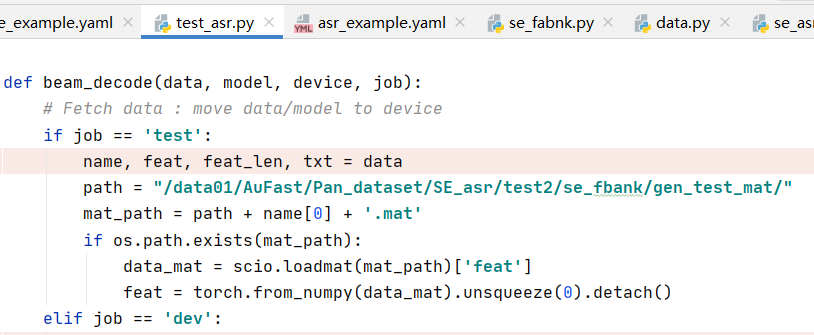 e_example.yaml × test_asr.py × YML asr_example.yaml × se_fabnk.py × data.py × se_as
def beam_decode(data, model, device, job):
    # Fetch data : move data/model to device
    if job == 'test':
        name, feat, feat_len, txt = data
        path = "/data01/AuFast/Pan_dataset/SE_asr/test2/se_fbank/gen_test_mat/"
        mat_path = path + name[0] + '.mat'
        if os.path.exists(mat_path):
            data_mat = scio.loadmat(mat_path)['feat']
            feat = torch.from_numpy(data_mat).unsqueeze(0).detach()
    elif job == 'dev':